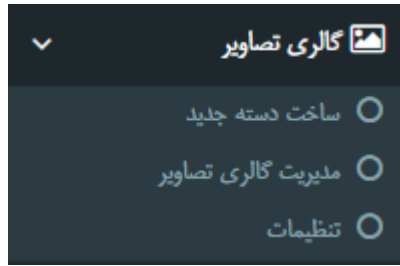 گالری تصاویر
ساخت دسته جدید
مدیریت گالری تصاویر
تنظیمات